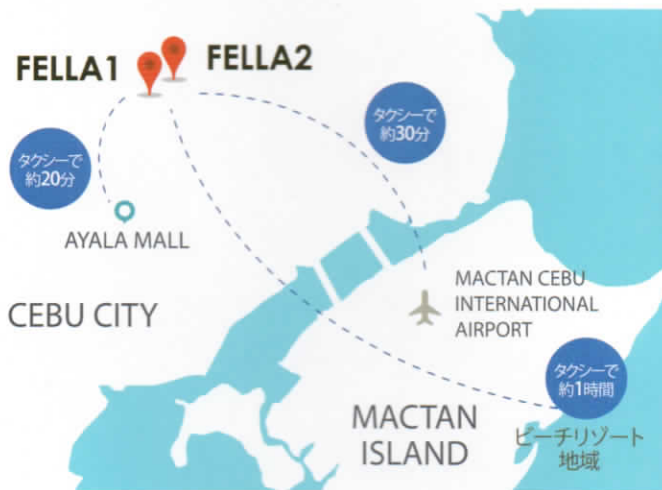 FELLA1
FELLA2
タクシーで
約30分
タクシーで
約20分
AYALA MALL
MACTAN CEBU
INTERNATIONAL
AIRPORT
CEBU CITY
タクシーで
約1時間
MACTAN
ISLAND
ビーチリゾート
地域